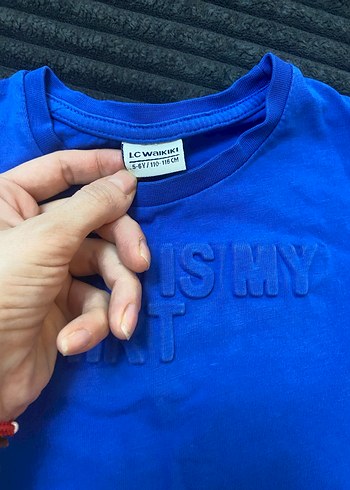 LC WAIKIKI
5-6Y / 110-116 CM
IS MY